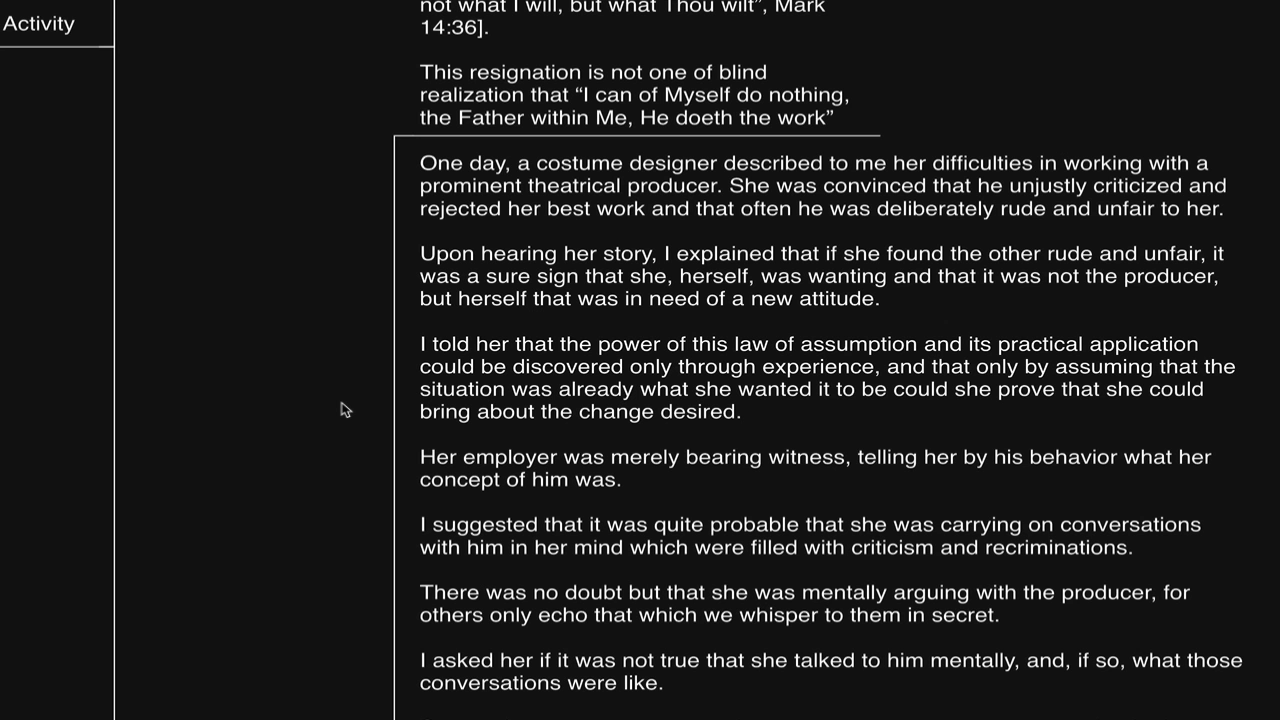 Activity
not what I will, but what Thou wilt”, Mark
14:36].
This resignation is not one of blind
realization that “I can of Myself do nothing,
the Father within Me, He doeth the work”
One day, a costume designer described to me her difficulties in working with a
prominent theatrical producer. She was convinced that he unjustly criticized and
rejected her best work and that often he was deliberately rude and unfair to her.
Upon hearing her story, I explained that if she found the other rude and unfair, it
was a sure sign that she, herself, was wanting and that it was not the producer,
but herself that was in need of a new attitude.
I told her that the power of this law of assumption and its practical application
could be discovered only through experience, and that only by assuming that the
situation was already what she wanted it to be could she prove that she could
bring about the change desired.
Her employer was merely bearing witness, telling her by his behavior what her
concept of him was.
I suggested that it was quite probable that she was carrying on conversations
with him in her mind which were filled with criticism and recriminations.
There was no doubt but that she was mentally arguing with the producer, for
others only echo that which we whisper to them in secret.
I asked her if it was not true that she talked to him mentally, and, if so, what those
conversations were like.